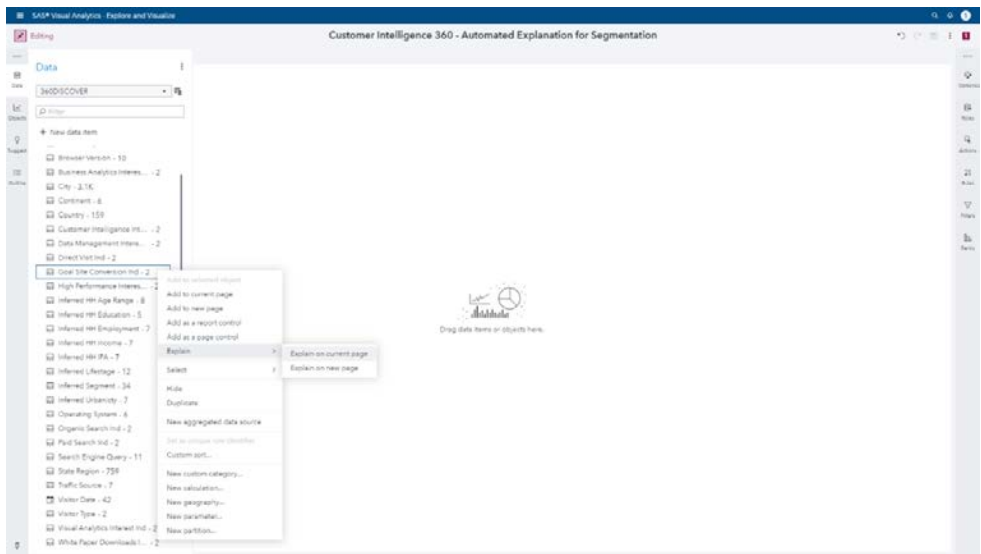 SAS® Visual Analytics - Explore and Visualize
Editing
Customer Intelligence 360 - Automated Explanation for Segmentation
Data
Data
360DISCOVER
Filter
Objects
+ New data item
Browser Version - 10
Business Analytics Interes... - 2
City - 3.1K
Continent - 6
Country - 159
Customer Intelligence Int... - 2
Data Management Intere... - 2
Direct Visit Ind - 2
Goal Site Conversion Ind - 2
High Performance Interes... - 2
Inferred HH Age Range - 8
Inferred HH Education - 5
Inferred HH Employment - 7
Inferred HH Income - 7
Inferred HH IPA - 7
Inferred Lifestage - 12
Inferred Segment - 34
Inferred Urbanicity - 7
Operating System - 6
Organic Search Ind - 2
Paid Search Ind - 2
Search Engine Query - 11
State Region - 759
Traffic Source - 7
Visitor Date - 42
Visitor Type - 2
Visual Analytics Interest Ind - 2
White Paper Downloads I... - 2
Add to selected object
Add to current page
Add to new page
Add as a report control
Add as a page control
Explain
Select
Hide
Duplicate
New aggregated data source
Set as unique row identifier
Custom sort...
New custom category...
New calculation...
New geography...
New parameter...
New partition...
Explain on current page
Explain on new page
Drag data items or objects here.
Roles
Actions
Rules
Filters
Ranks